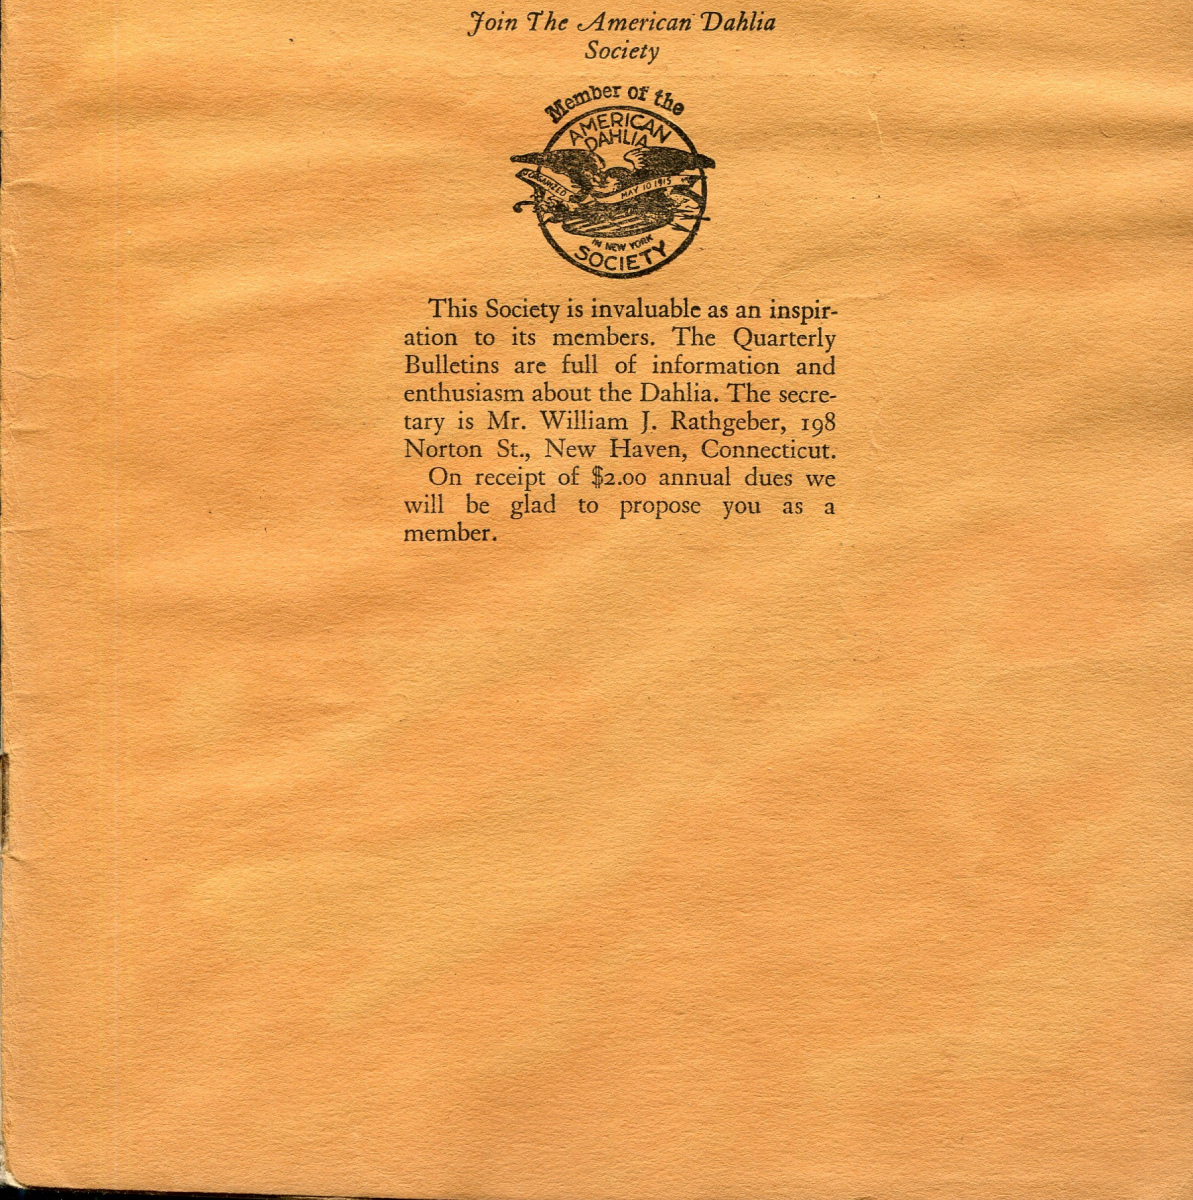 Join The American Dahlia
Society
Member of the
AMERICAN
DAHLIA
ORGANIZED
MAY 10 1915
IN NEW YORK
SOCIETY
This Society is invaluable as an inspir-
ation to its members. The Quarterly
Bulletins are full of information and
enthusiasm about the Dahlia. The secre-
tary is Mr. William J. Rathgeber, 198
Norton St., New Haven, Connecticut.
On receipt of $2.00 annual dues we
will be glad to propose you as a
member.